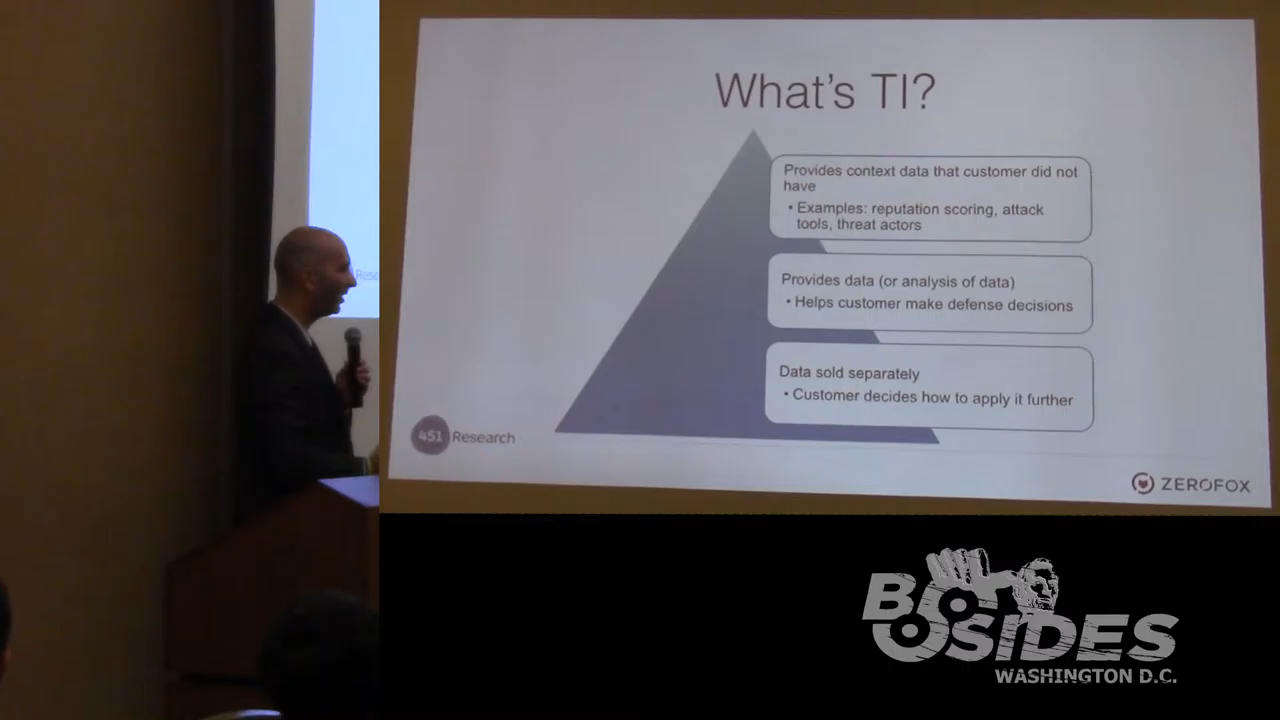 What's TI?
Provides context data that customer did not
have
• Examples: reputation scoring, attack
tools, threat actors
Provides data (or analysis of data)
• Helps customer make defense decisions
Data sold separately
• Customer decides how to apply it further
451 Research
ZEROFOX
Rese
BSIDES
WASHINGTON D.C.